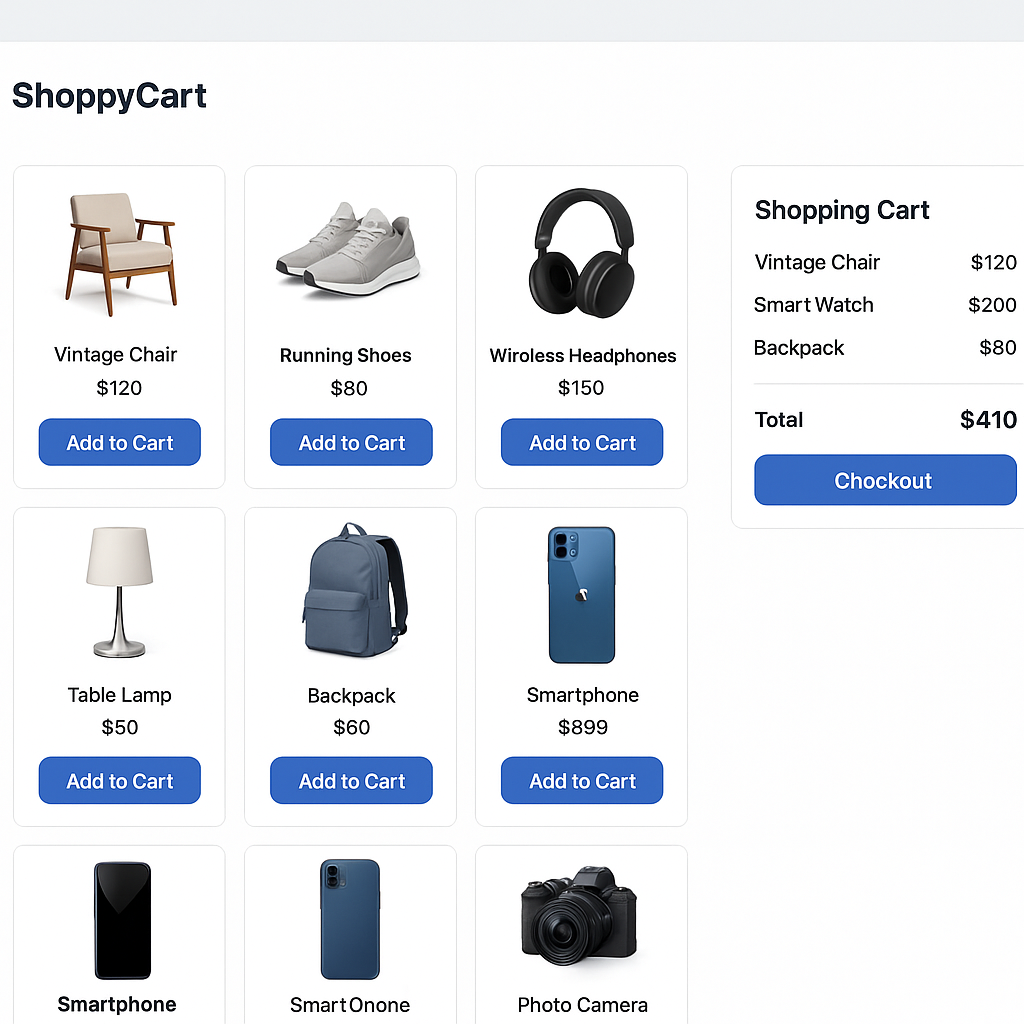 ShoppyCart
Vintage Chair
$120
Add to Cart
Running Shoes
$80
Add to Cart
Wiroless Headphones
$150
Add to Cart
Shopping Cart
Vintage Chair $120
Smart Watch $200
Backpack $80
Total $410
Chockout
Table Lamp
$50
Add to Cart
Backpack
$60
Add to Cart
Smartphone
$899
Add to Cart
Smartphone
SmartOnone
Photo Camera